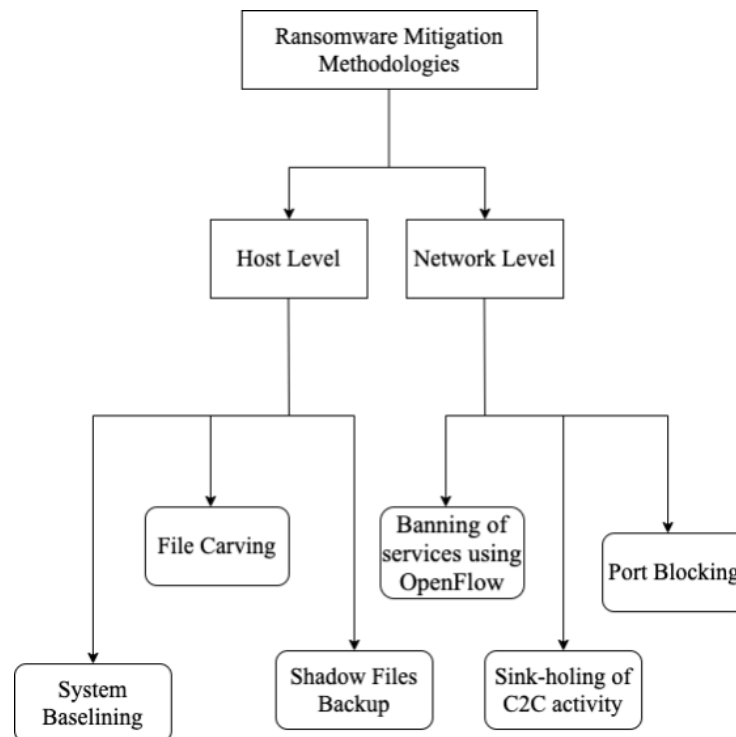 Ransomware Mitigation
Methodologies
Host Level
Network Level
File Carving
Banning of
services using
OpenFlow
Port Blocking
System
Baselining
Shadow Files
Backup
Sink-holing of
C2C activity